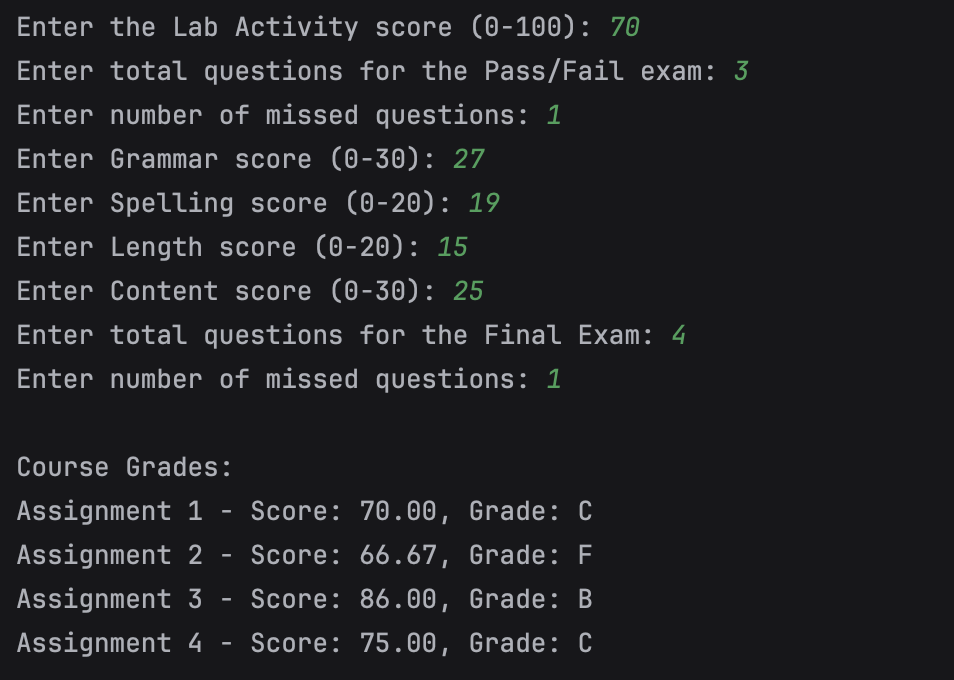 Enter the Lab Activity score (0-100): 70
Enter total questions for the Pass/Fail exam: 3
Enter number of missed questions: 1
Enter Grammar score (0-30): 27
Enter Spelling score (0-20): 19
Enter Length score (0-20): 15
Enter Content score (0-30): 25
Enter total questions for the Final Exam: 4
Enter number of missed questions: 1
Course Grades:
Assignment 1 - Score: 70.00, Grade: C
Assignment 2 - Score: 66.67, Grade: F
Assignment 3 - Score: 86.00, Grade: B
Assignment 4 - Score: 75.00, Grade: C